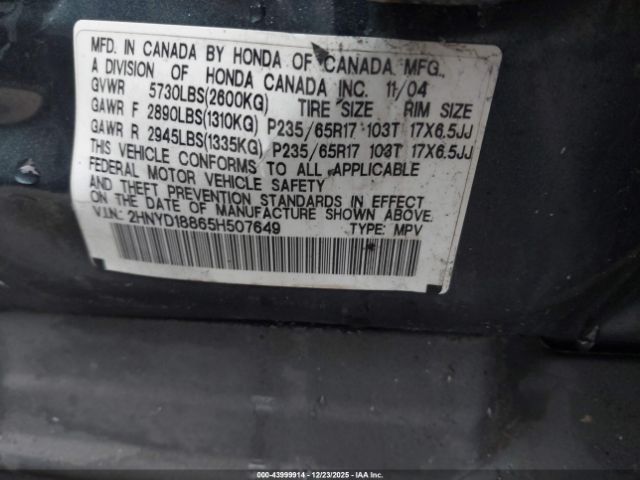 MFD. IN CANADA BY HONDA OF CANADA MFG.,
A DIVISION OF HONDA CANADA INC. 11/04
GVWR 5730LBS(2600KG) TIRE SIZE RIM SIZE
GAWR F 2890LBS(1310KG) P235/65R17 103T 17X6.5JJ
GAWR R 2945LBS(1335KG) P235/65R17 103T 17X6.5JJ
THIS VEHICLE CONFORMS TO ALL APPLICABLE
FEDERAL MOTOR VEHICLE SAFETY
AND THEFT PREVENTION STANDARDS IN EFFECT
ON THE DATE OF MANUFACTURE SHOWN ABOVE.
V.I.N.: 2HNYD18865H507649 TYPE: MPV
000-43999914 - 12/23/2025 - IAAI.COM